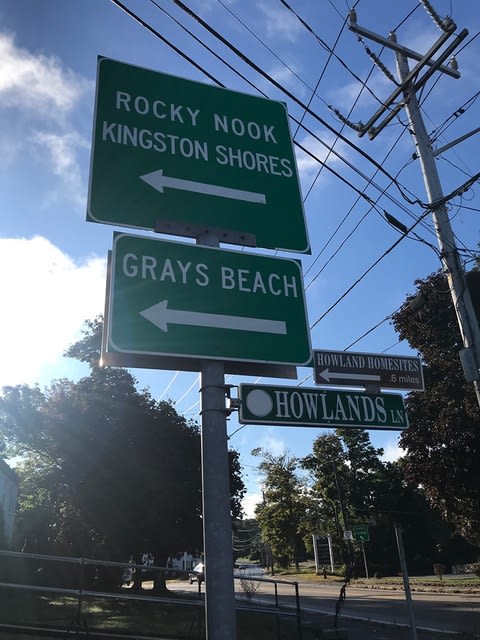 ROCKY NOOK
KINGSTON SHORES
GRAYS BEACH
HOWLAND HOMESITES
.6 miles
HOWLANDS LN